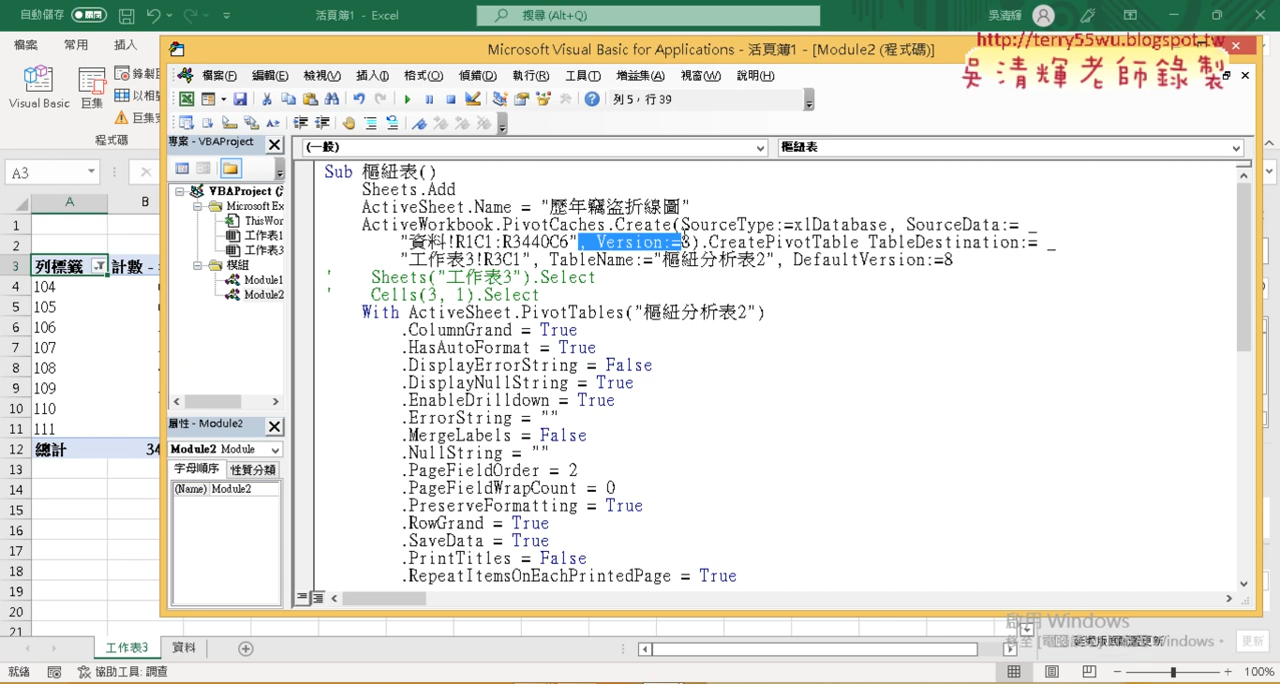 自動儲存 活頁簿1 - Excel 搜尋 (Alt+Q) 吳清輝
http://terry55wu.blogspot.tw
吳清輝老師錄製
檔案 常用 插入
Visual Basic 巨集
程式碼
Microsoft Visual Basic for Applications - 活頁簿1 - [Module2 (程式碼)]
檔案(F) 編輯(E) 檢視(V) 插入(I) 格式(O) 偵錯(D) 執行(R) 工具(T) 增益集(A) 視窗(W) 說明(H)
列 5，行 39
專案 - VBAProject
VBAProject (
Microsoft Ex
ThisWor
工作表1
工作表3
模組
Module1
Module2
屬性 - Module2
Module2 Module
字母順序 性質分類
(Name) Module2
(一般) 樞紐表
Sub 樞紐表()
Sheets.Add
ActiveSheet.Name = "歷年竊盜折線圖"
ActiveWorkbook.PivotCaches.Create(SourceType:=xlDatabase, SourceData:= _
"資料!R1C1:R3440C6", Version:=8).CreatePivotTable TableDestination:= _
"工作表3!R3C1", TableName:="樞紐分析表2", DefaultVersion:=8
' Sheets("工作表3").Select
' Cells(3, 1).Select
With ActiveSheet.PivotTables("樞紐分析表2")
.ColumnGrand = True
.HasAutoFormat = True
.DisplayErrorString = False
.DisplayNullString = True
.EnableDrilldown = True
.ErrorString = ""
.MergeLabels = False
.NullString = ""
.PageFieldOrder = 2
.PageFieldWrapCount = 0
.PreserveFormatting = True
.RowGrand = True
.SaveData = True
.PrintTitles = False
.RepeatItemsOnEachPrintedPage = True
A3
A B
1
2
3 列標籤 計數 -
4 104
5 105
6 106
7 107
8 108
9 109
10 110
11 111
12 總計 34
13
14
15
16
17
18
19
20
21
工作表3 資料
啟用 Windows
就緒 協助工具: 調查 100%
更新